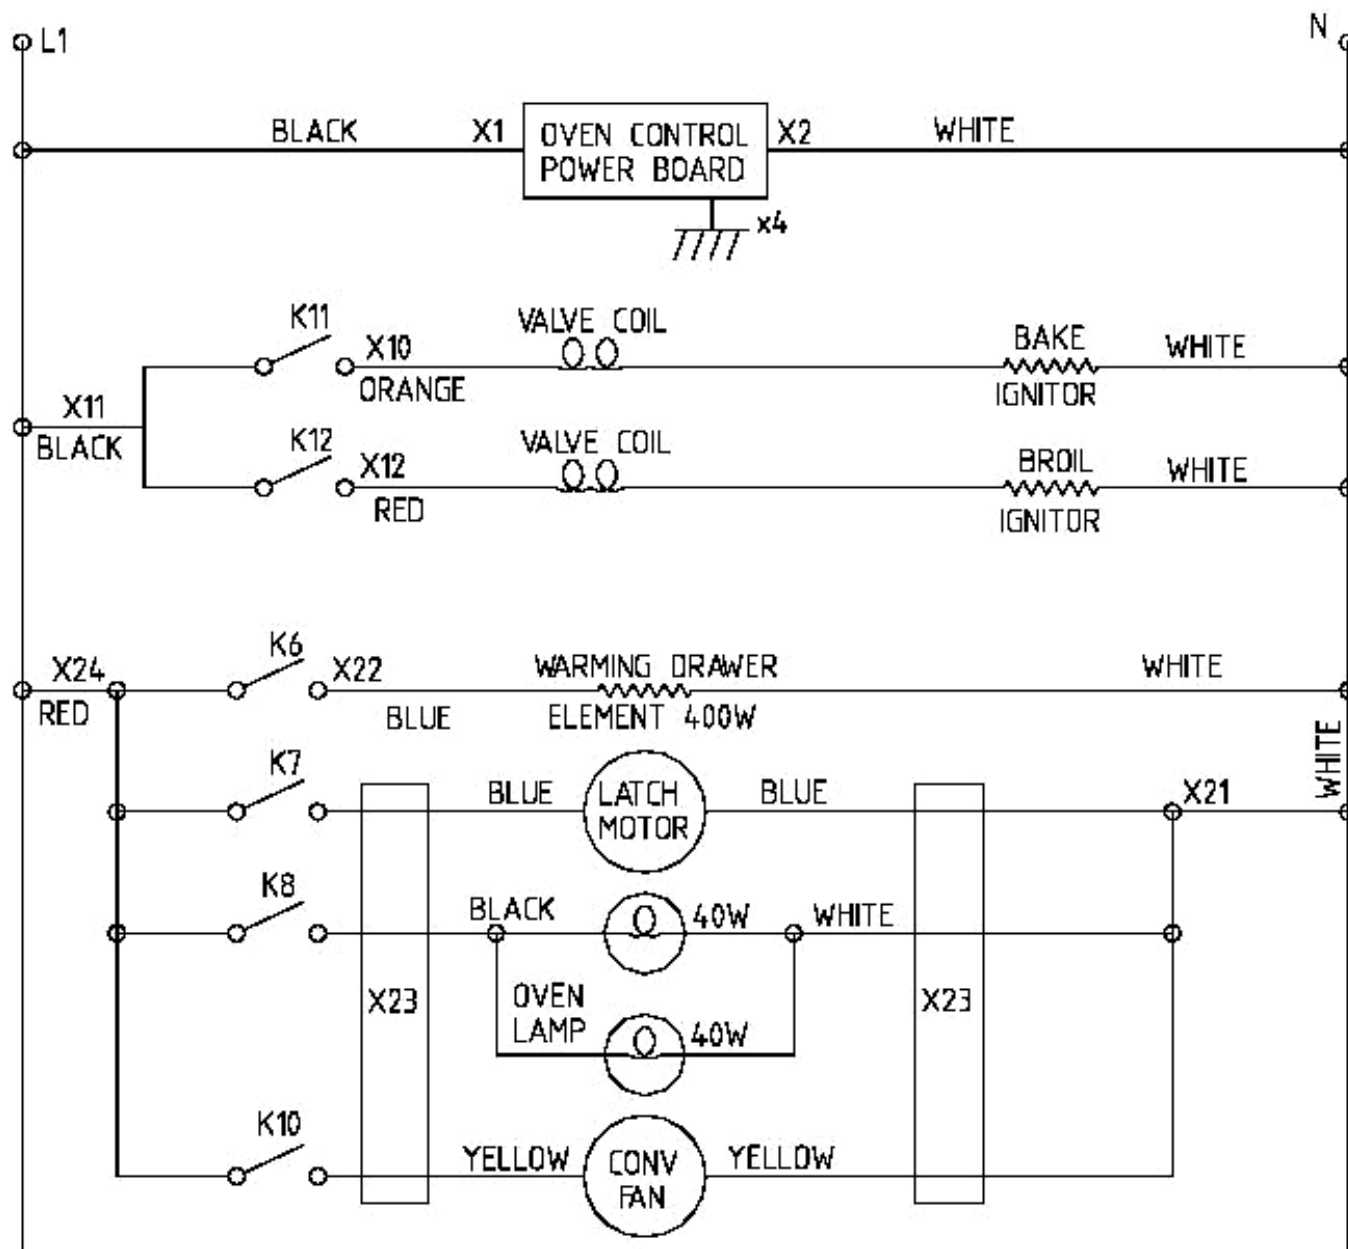 L1
N
BLACK
X1
OVEN CONTROL
POWER BOARD
X2
WHITE
x4
K11
X10
ORANGE
VALVE COIL
BAKE
IGNITOR
WHITE
X11
BLACK
K12
X12
RED
VALVE COIL
BROIL
IGNITOR
WHITE
X24
RED
K6
X22
BLUE
WARMING DRAWER
ELEMENT 400W
WHITE
WHITE
K7
BLUE
LATCH
MOTOR
BLUE
X21
K8
BLACK
40W
WHITE
X23
OVEN
LAMP
40W
X23
K10
YELLOW
CONV
FAN
YELLOW